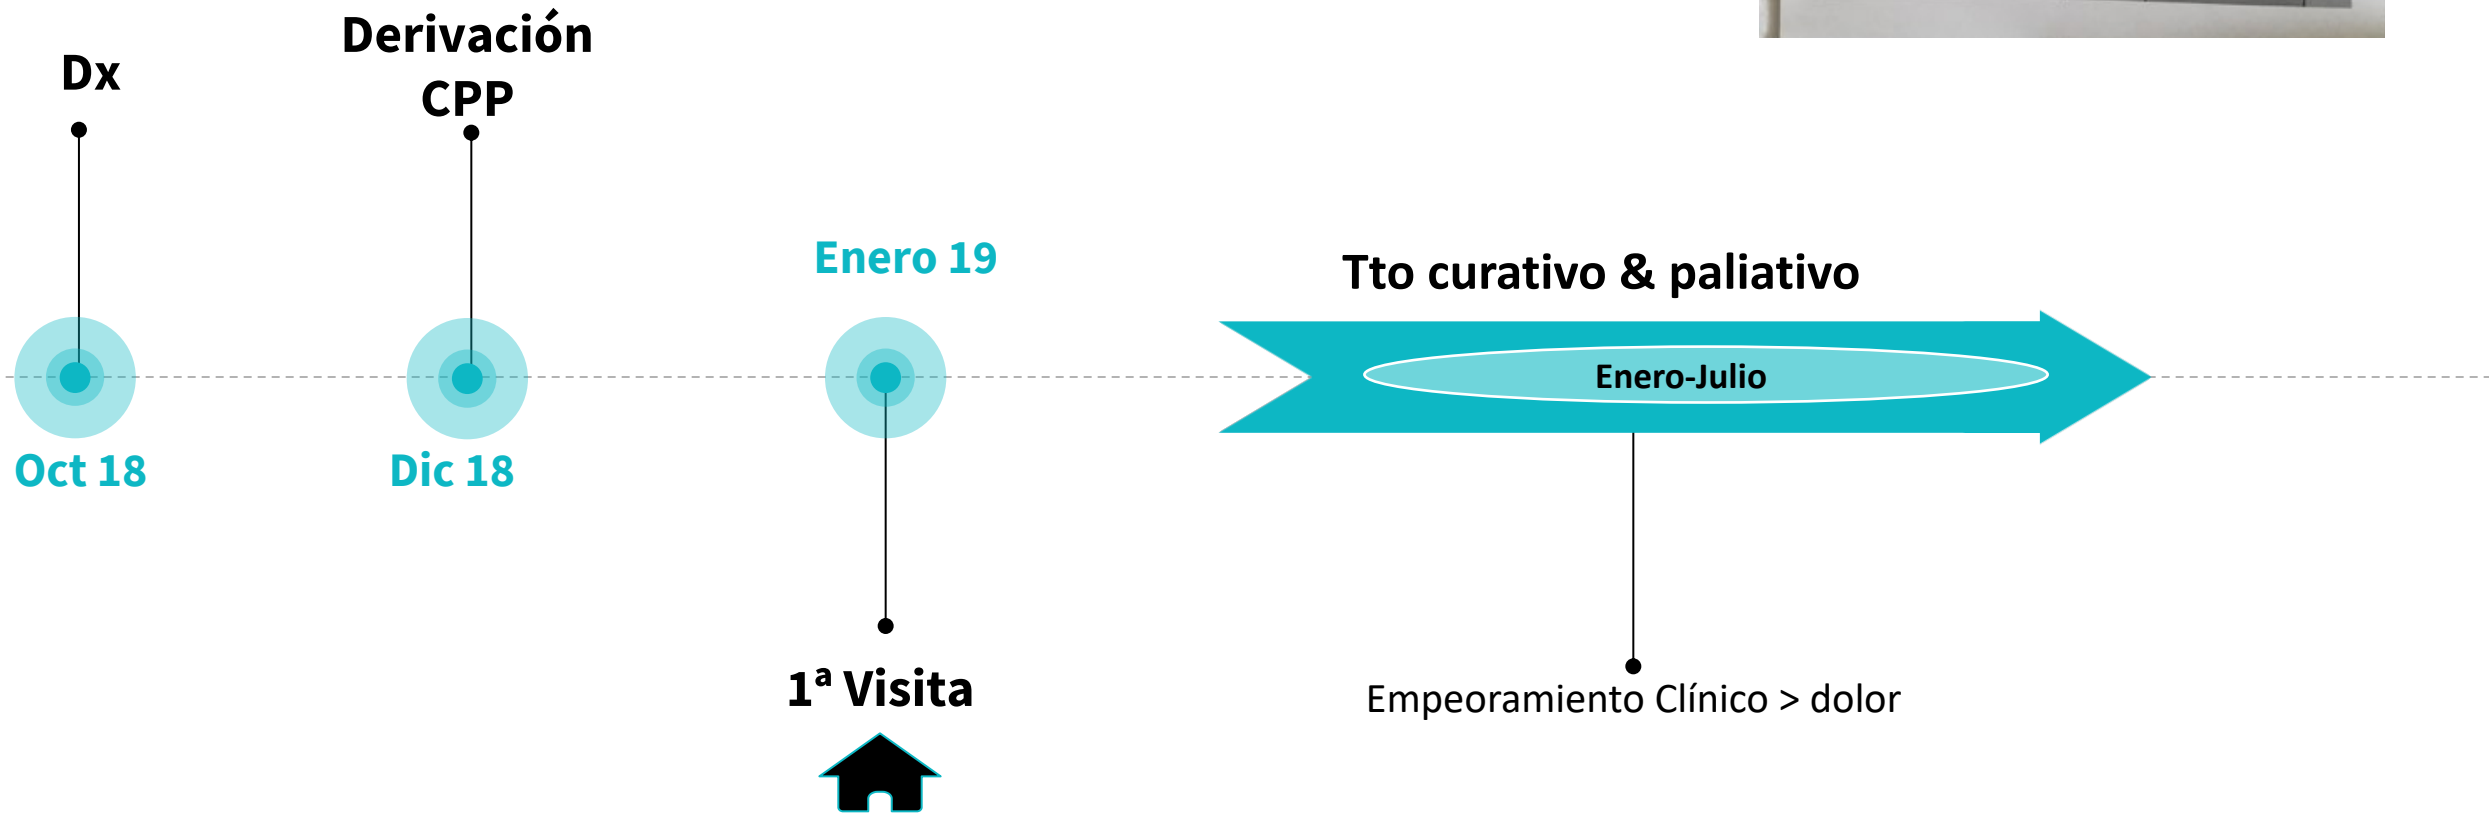 Dx
Derivación
CPP
Enero 19
Tto curativo & paliativo
Enero-Julio
Oct 18
Dic 18
1ª Visita
Empeoramiento Clínico > dolor